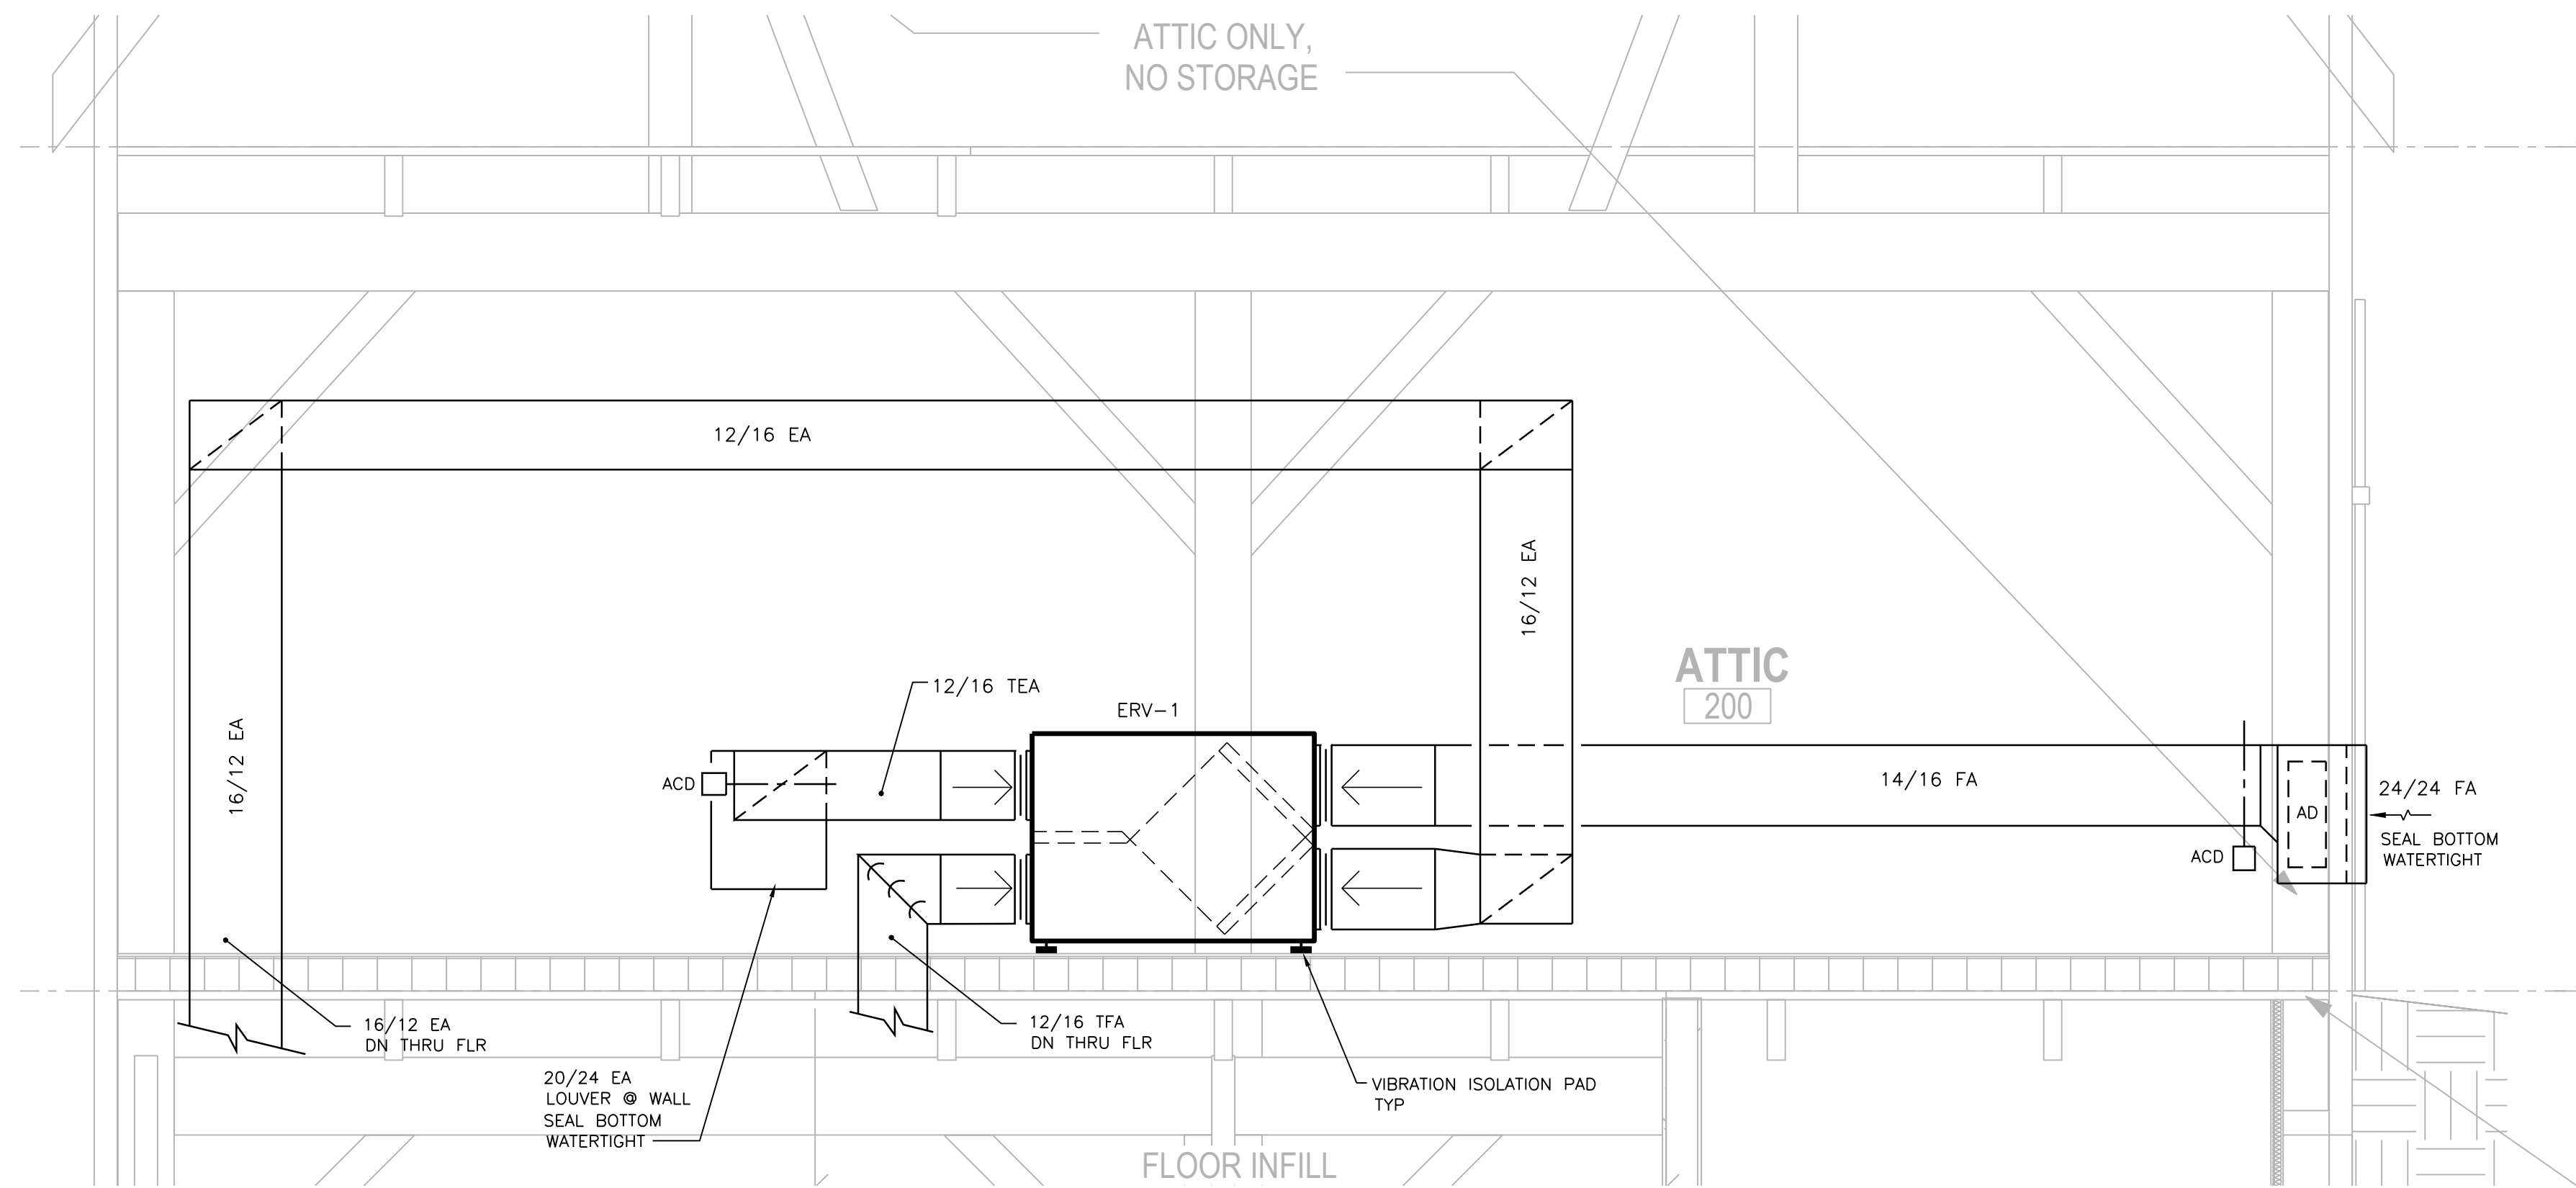 ATTIC ONLY,
NO STORAGE
12/16 EA
16/12 EA
12/16 TEA
ERV-1
ATTIC
200
16/12 EA
ACD
14/16 FA
24/24 FA
AD
SEAL BOTTOM
WATERTIGHT
ACD
16/12 EA
DN THRU FLR
12/16 TFA
DN THRU FLR
20/24 EA
LOUVER @ WALL
SEAL BOTTOM
WATERTIGHT
VIBRATION ISOLATION PAD
TYP
FLOOR INFILL